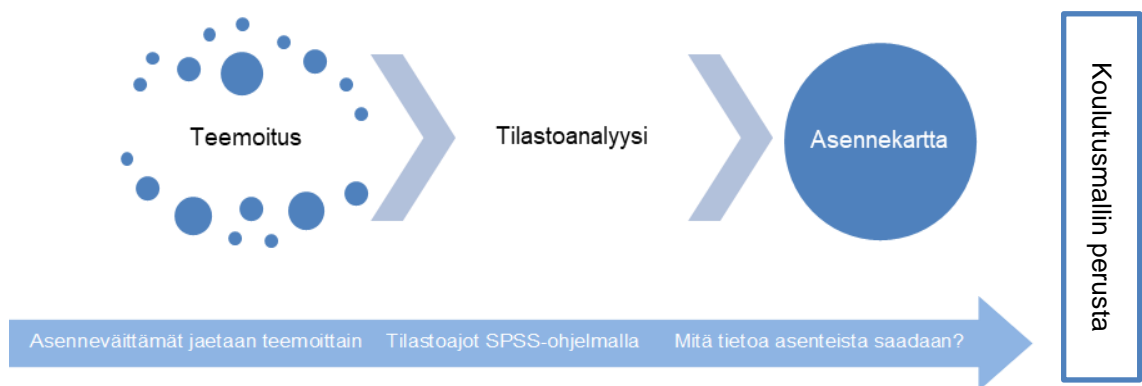 Teemoitus
Tilastoanalyysi
Asennekartta
Koulutusmallin perusta
Asenneväittämät jaetaan teemoittain
Tilastoajot SPSS-ohjelmalla
Mitä tietoa asenteista saadaan?